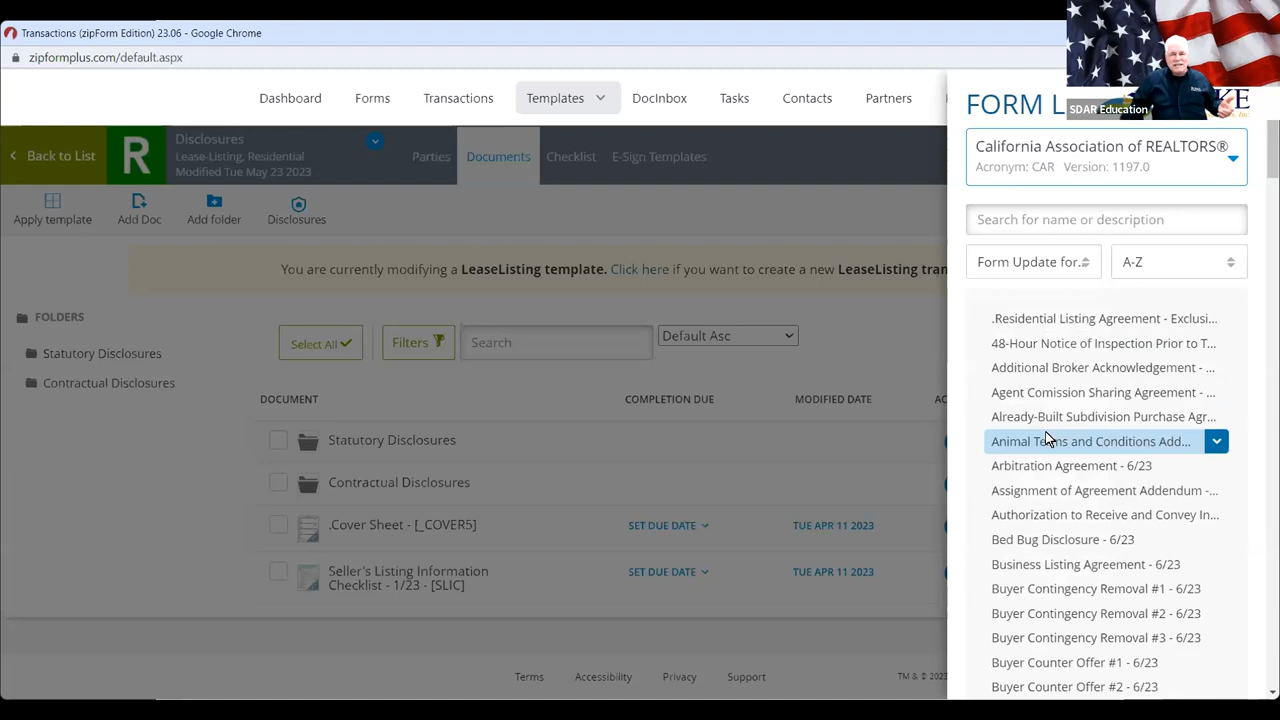 Transactions (zipForm Edition) 23.06 - Google Chrome
zipformplus.com/default.aspx
Dashboard Forms Transactions Templates DocInbox Tasks Contacts Partners
Back to List
R
Disclosures
Lease-Listing, Residential
Modified Tue May 23 2023
Parties Documents Checklist E-Sign Templates
Apply template Add Doc Add folder Disclosures
You are currently modifying a LeaseListing template. Click here if you want to create a new LeaseListing tran
FOLDERS
Statutory Disclosures
Contractual Disclosures
Select All Filters Search Default Asc
DOCUMENT COMPLETION DUE MODIFIED DATE AC
Statutory Disclosures
Contractual Disclosures
.Cover Sheet - [_COVER5] SET DUE DATE TUE APR 11 2023
Seller's Listing Information
Checklist - 1/23 - [SLIC] SET DUE DATE TUE APR 11 2023
Terms Accessibility Privacy Support TM & © 2023
SDAR Education
FORM L
California Association of REALTORS®
Acronym: CAR Version: 1197.0
Search for name or description
Form Update for.. A-Z
.Residential Listing Agreement - Exclusi...
48-Hour Notice of Inspection Prior to T...
Additional Broker Acknowledgement - ...
Agent Comission Sharing Agreement - ...
Already-Built Subdivision Purchase Agr...
Animal Terms and Conditions Add...
Arbitration Agreement - 6/23
Assignment of Agreement Addendum -...
Authorization to Receive and Convey In...
Bed Bug Disclosure - 6/23
Business Listing Agreement - 6/23
Buyer Contingency Removal #1 - 6/23
Buyer Contingency Removal #2 - 6/23
Buyer Contingency Removal #3 - 6/23
Buyer Counter Offer #1 - 6/23
Buyer Counter Offer #2 - 6/23